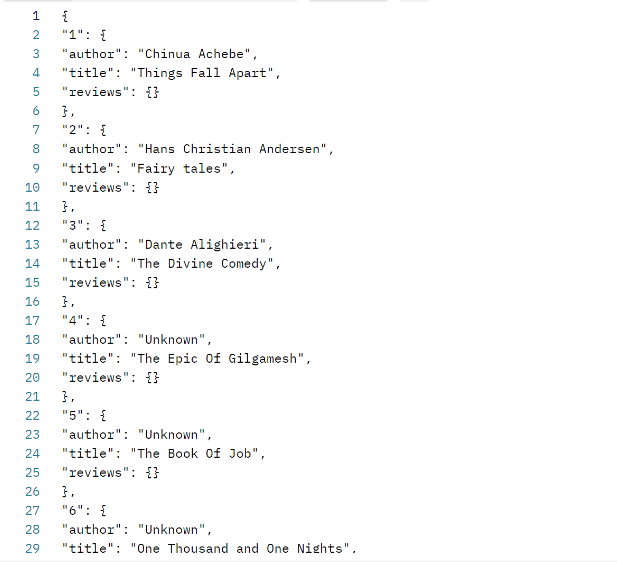 1 {
2 "1": {
3 "author": "Chinua Achebe",
4 "title": "Things Fall Apart",
5 "reviews": {}
6 },
7 "2": {
8 "author": "Hans Christian Andersen",
9 "title": "Fairy tales",
10 "reviews": {}
11 },
12 "3": {
13 "author": "Dante Alighieri",
14 "title": "The Divine Comedy",
15 "reviews": {}
16 },
17 "4": {
18 "author": "Unknown",
19 "title": "The Epic Of Gilgamesh",
20 "reviews": {}
21 },
22 "5": {
23 "author": "Unknown",
24 "title": "The Book Of Job",
25 "reviews": {}
26 },
27 "6": {
28 "author": "Unknown",
29 "title": "One Thousand and One Nights",